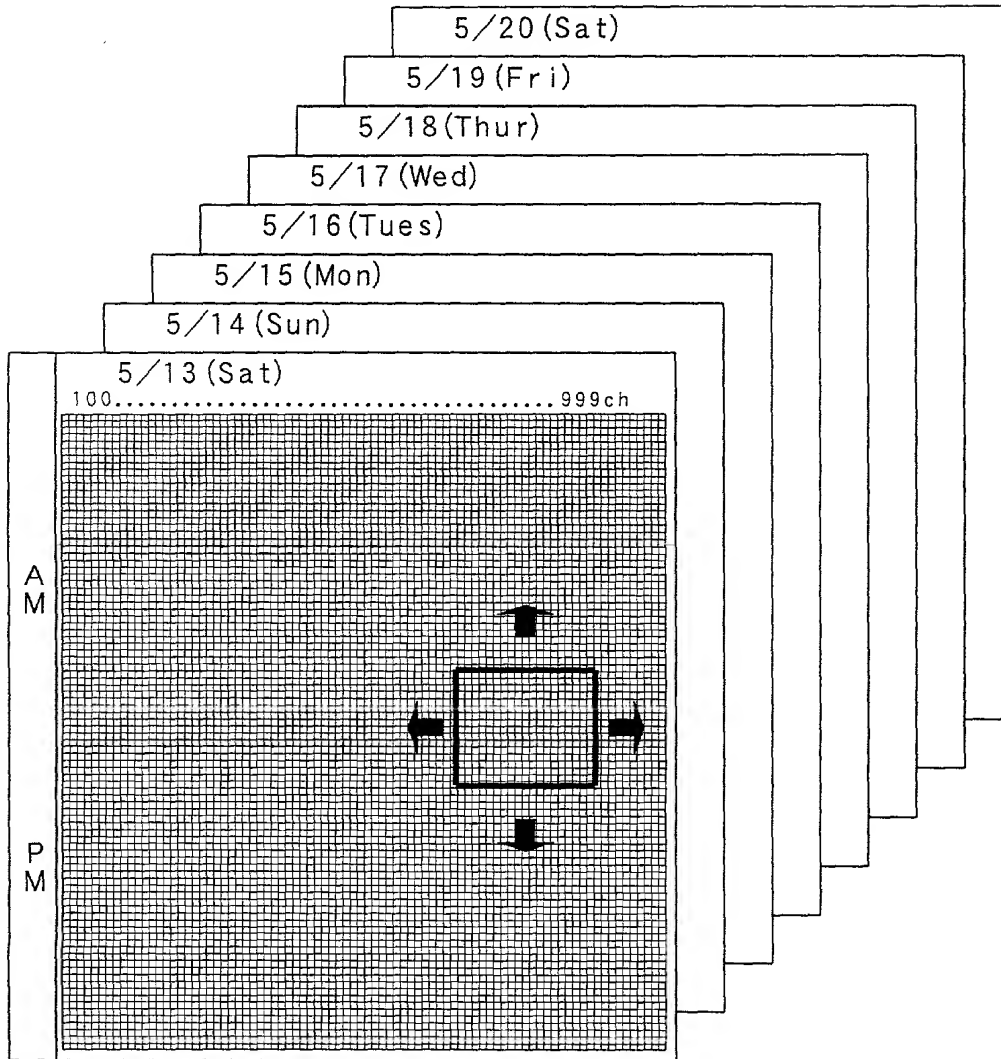 5/20(Sat)
5/19(Fri)
5/18(Thur)
5/17(Wed)
5/16(Tues)
5/15(Mon)
5/14(Sun)
5/13(Sat)
100........................................999ch
AM
PM